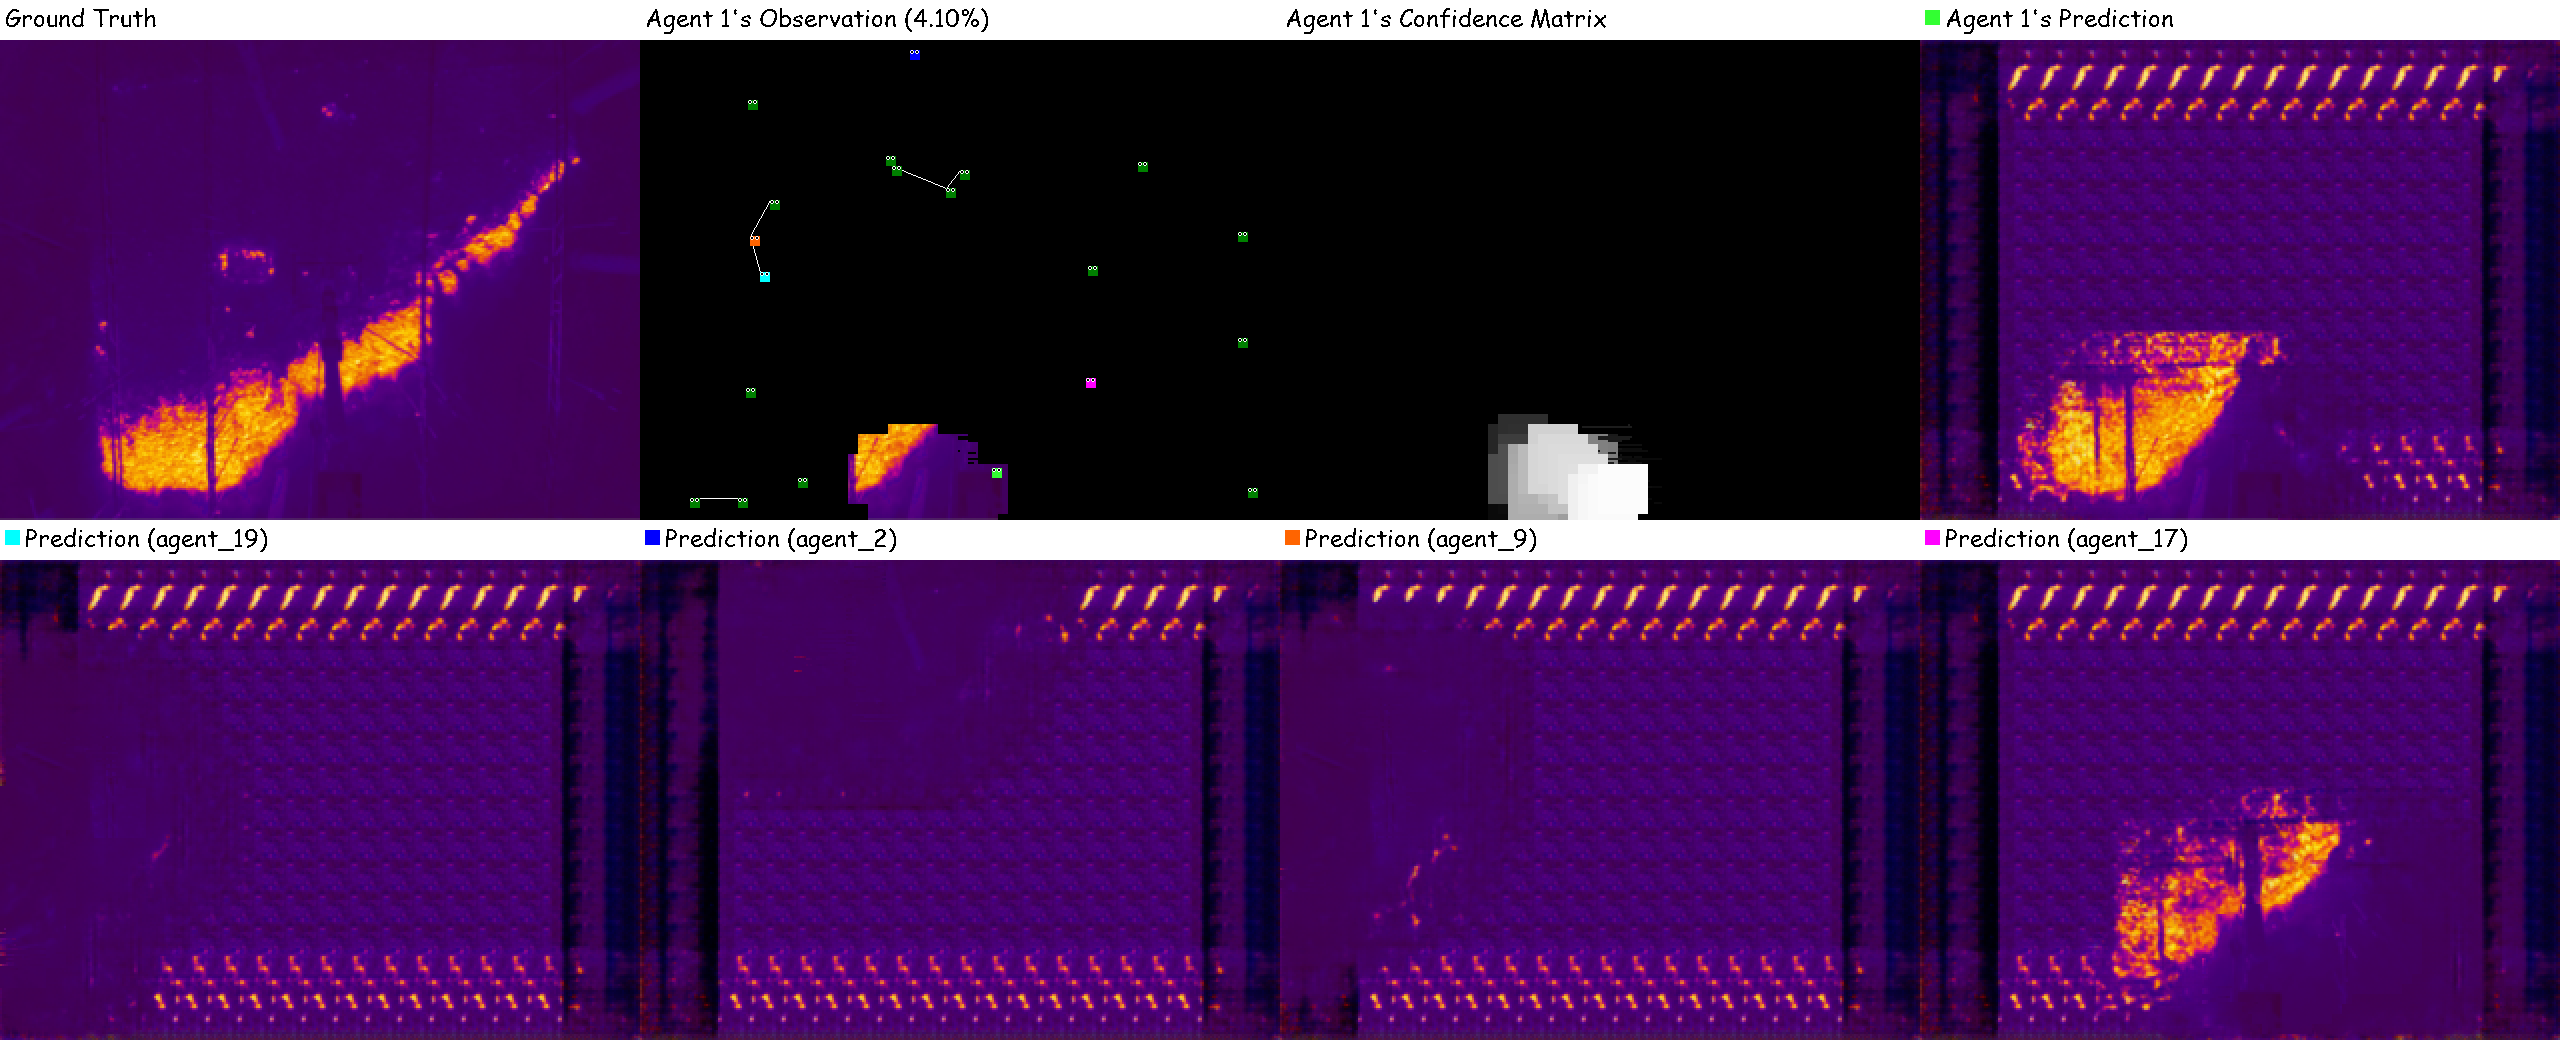 Ground Truth
Agent 1's Observation (4.10%)
Agent 1's Confidence Matrix
Agent 1's Prediction
Prediction (agent_19)
Prediction (agent_2)
Prediction (agent_9)
Prediction (agent_17)